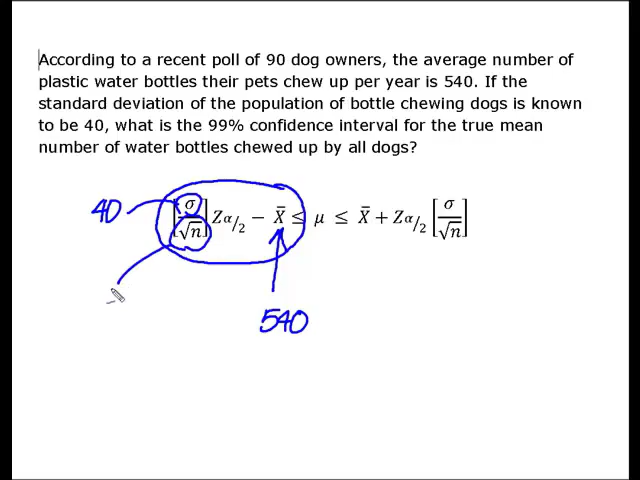 According to a recent poll of 90 dog owners, the average number of
plastic water bottles their pets chew up per year is 540. If the
standard deviation of the population of bottle chewing dogs is known
to be 40, what is the 99% confidence interval for the true mean
number of water bottles chewed up by all dogs?
40 [σ/√n] Zα/2 − X̄ ≤ μ ≤ X̄ + Zα/2 [σ/√n]
540